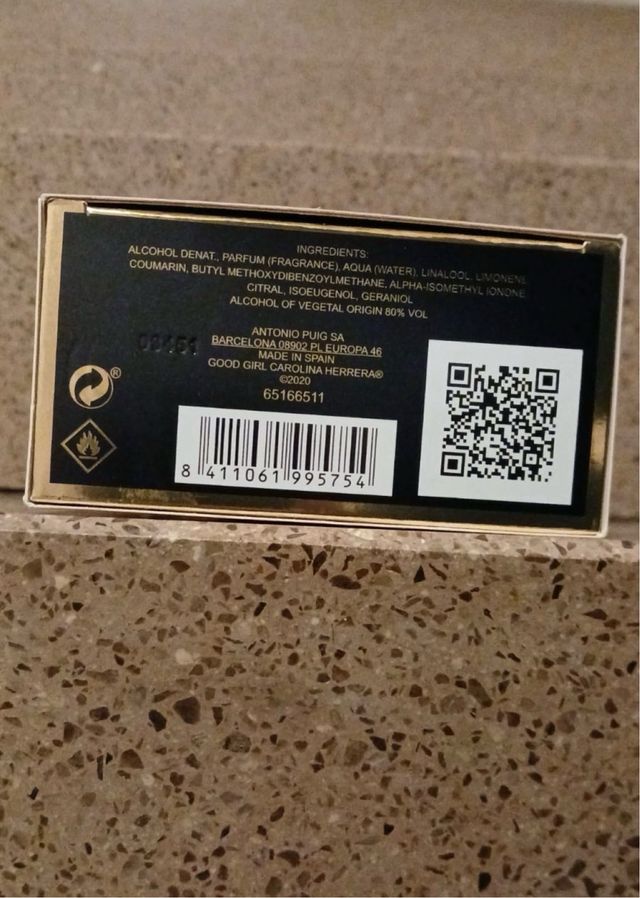 INGREDIENTS:
ALCOHOL DENAT., PARFUM (FRAGRANCE), AQUA (WATER), LINALOOL, LIMONENE
COUMARIN, BUTYL METHOXYDIBENZOYLMETHANE, ALPHA-ISOMETHYL IONONE
CITRAL, ISOEUGENOL, GERANIOL
ALCOHOL OF VEGETAL ORIGIN 80% VOL
ANTONIO PUIG SA
BARCELONA 08902 PL EUROPA 46
MADE IN SPAIN
GOOD GIRL CAROLINA HERRERA®
©2020
65166511
®
8 411061 995754